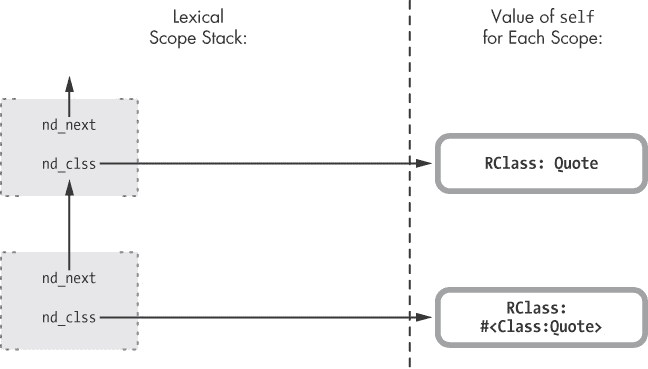 Lexical
Scope Stack:
Value of self
for Each Scope:
nd_next
nd_clss
RClass: Quote
nd_next
nd_clss
RClass:
#<Class:Quote>